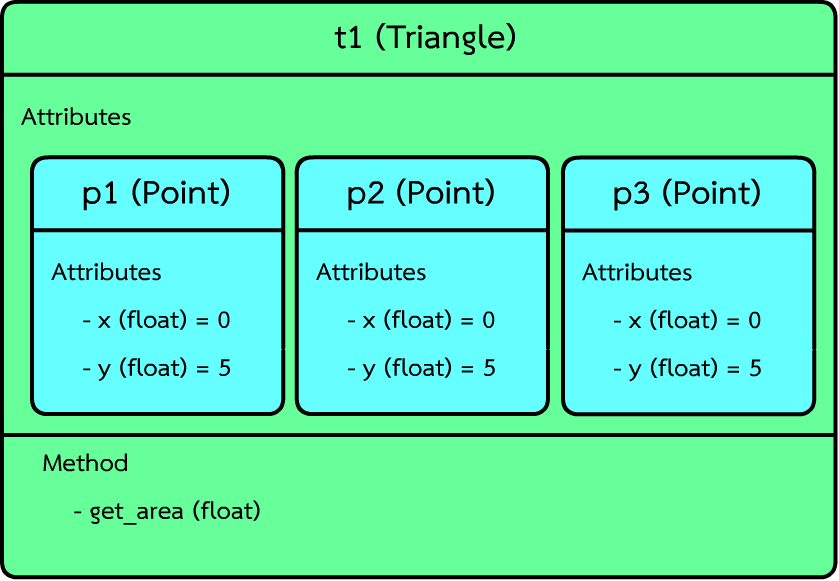 t1 (Triangle)
Attributes
p1 (Point)
Attributes
- x (float) = 0
- y (float) = 5
p2 (Point)
Attributes
- x (float) = 0
- y (float) = 5
p3 (Point)
Attributes
- x (float) = 0
- y (float) = 5
Method
- get_area (float)